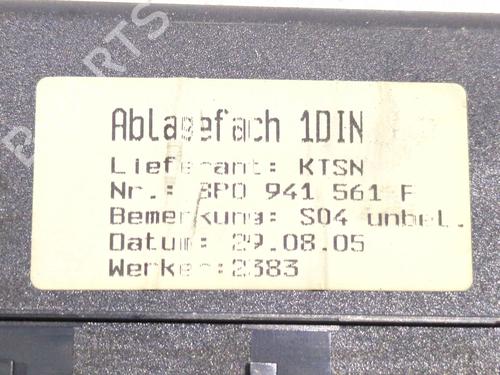 Ablagefach 1DIN
Lieferant: KTSN
Nr.: 8P0 941 561 F
Bemerkung: S04 unbel.
Datum: 29.08.05
Werker:2383